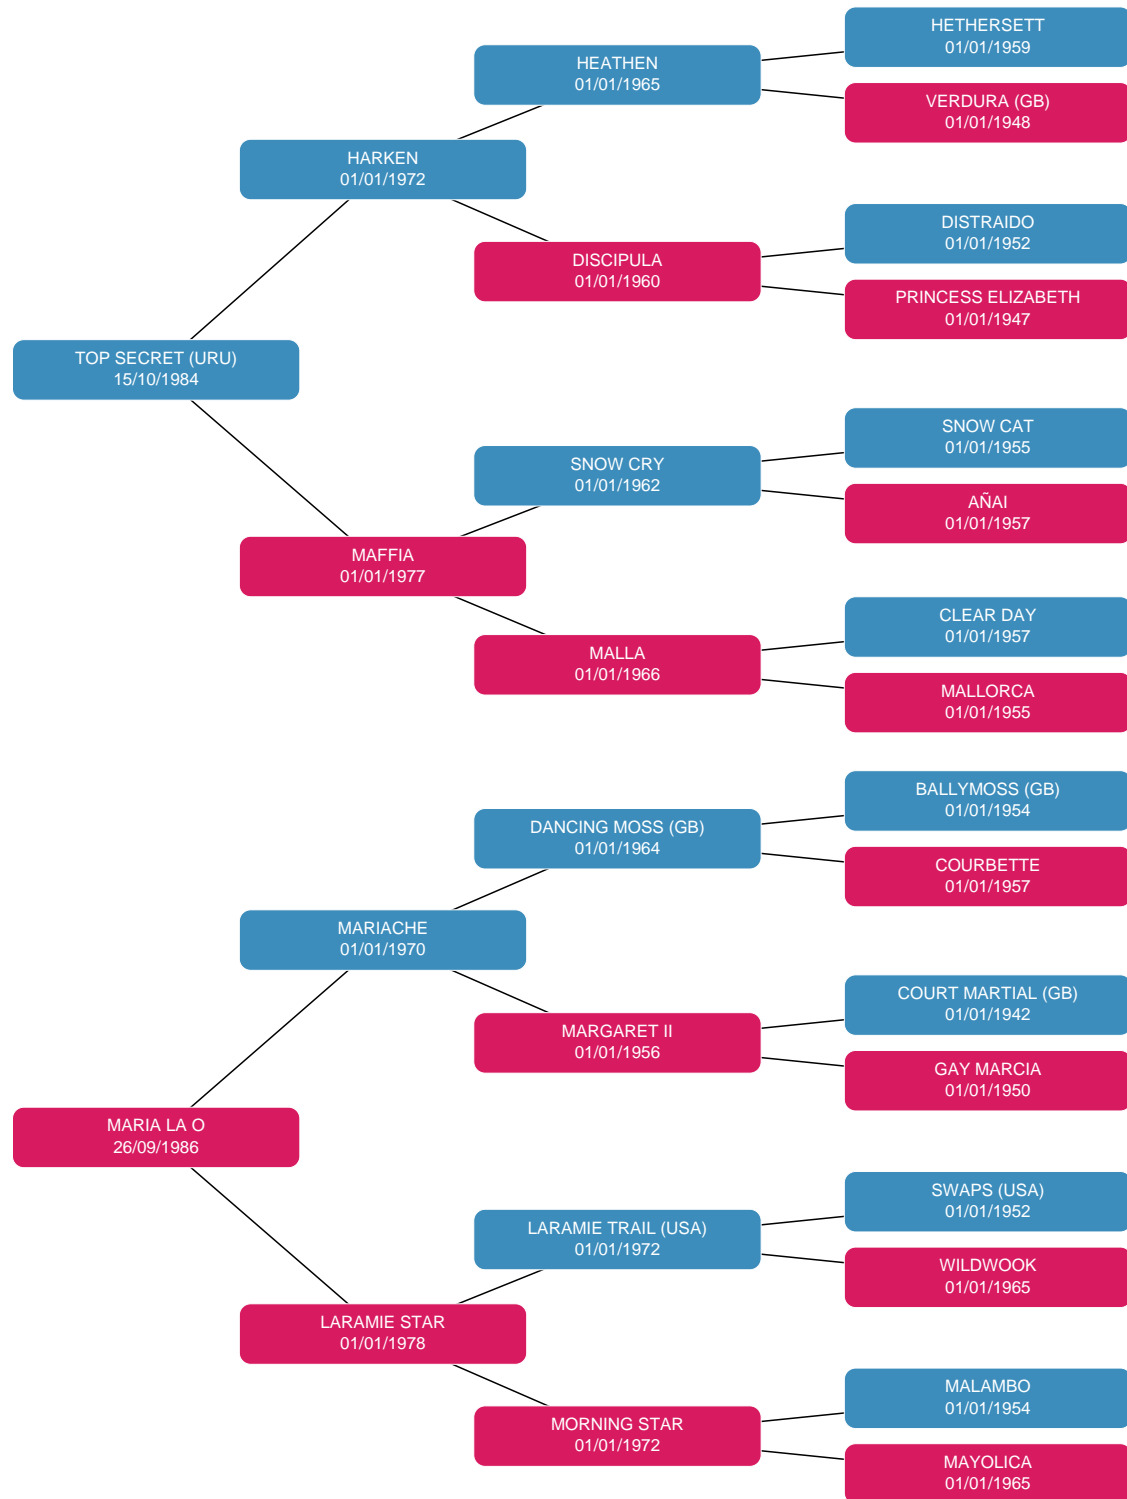 HETHERSETT
01/01/1959
HEATHEN
01/01/1965
VERDURA (GB)
01/01/1948
HARKEN
01/01/1972
DISTRAIDO
01/01/1952
DISCIPULA
01/01/1960
PRINCESS ELIZABETH
01/01/1947
TOP SECRET (URU)
15/10/1984
SNOW CAT
01/01/1955
SNOW CRY
01/01/1962
AÑAI
01/01/1957
MAFFIA
01/01/1977
CLEAR DAY
01/01/1957
MALLA
01/01/1966
MALLORCA
01/01/1955
BALLYMOSS (GB)
01/01/1954
DANCING MOSS (GB)
01/01/1964
COURBETTE
01/01/1957
MARIACHE
01/01/1970
COURT MARTIAL (GB)
01/01/1942
MARGARET II
01/01/1956
GAY MARCIA
01/01/1950
MARIA LA O
26/09/1986
SWAPS (USA)
01/01/1952
LARAMIE TRAIL (USA)
01/01/1972
WILDWOOK
01/01/1965
LARAMIE STAR
01/01/1978
MALAMBO
01/01/1954
MORNING STAR
01/01/1972
MAYOLICA
01/01/1965